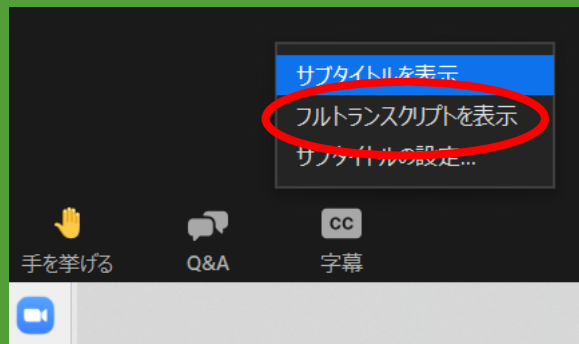 サブタイトルを表示
フルトランスクリプトを表示
サブタイトルの設定...
CC
手を挙げる
Q&A
字幕